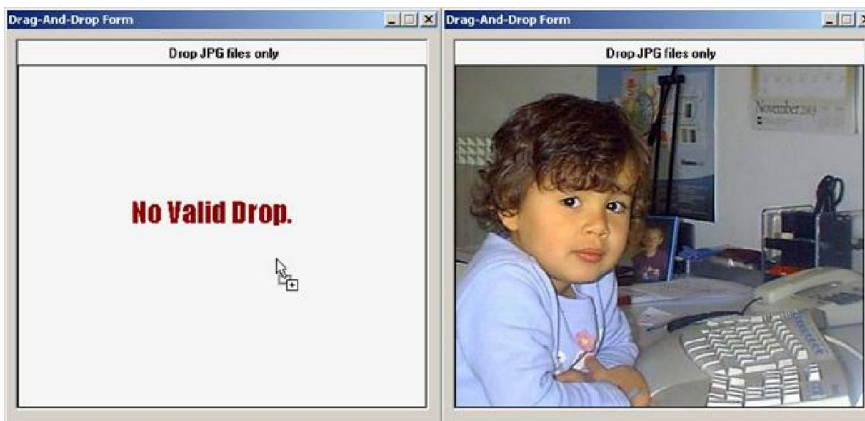 Drag-And-Drop Form
Drop JPG files only
No Valid Drop.
Drag-And-Drop Form
Drop JPG files only
November 2003